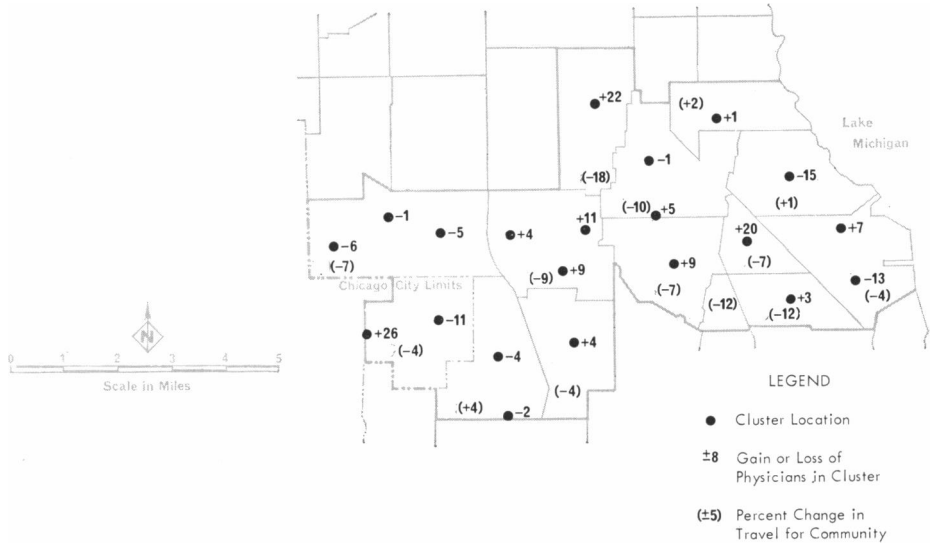 +22
(+2)
+1
Lake
Michigan
-1
-15
(-18)
(+1)
(-10)
+5
-1
+11
+20
+7
-5
+4
-6
(-7)
(-7)
+9
(-9)
+9
-13
(-7)
(-4)
Chicago City Limits
(-12)
+3
(-12)
-11
+26
N
(-4)
-4
+4
0 1 2 3 4 5
Scale in Miles
LEGEND
(-4)
(+4)
-2
Cluster Location
±8 Gain or Loss of
Physicians in Cluster
(±5) Percent Change in
Travel for Community